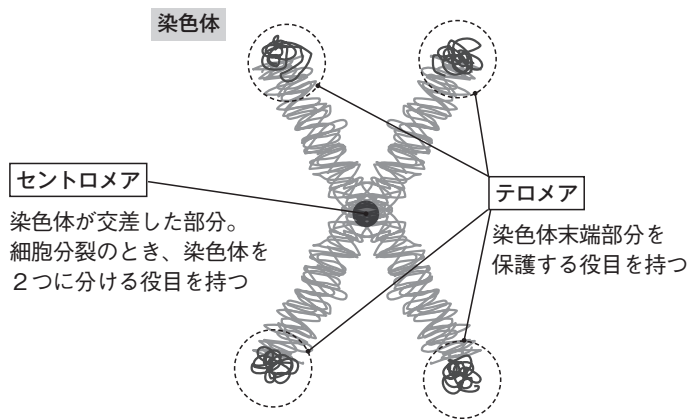 染色体
セントロメア
染色体が交差した部分。
細胞分裂のとき、染色体を
２つに分ける役目を持つ
テロメア
染色体末端部分を
保護する役目を持つ